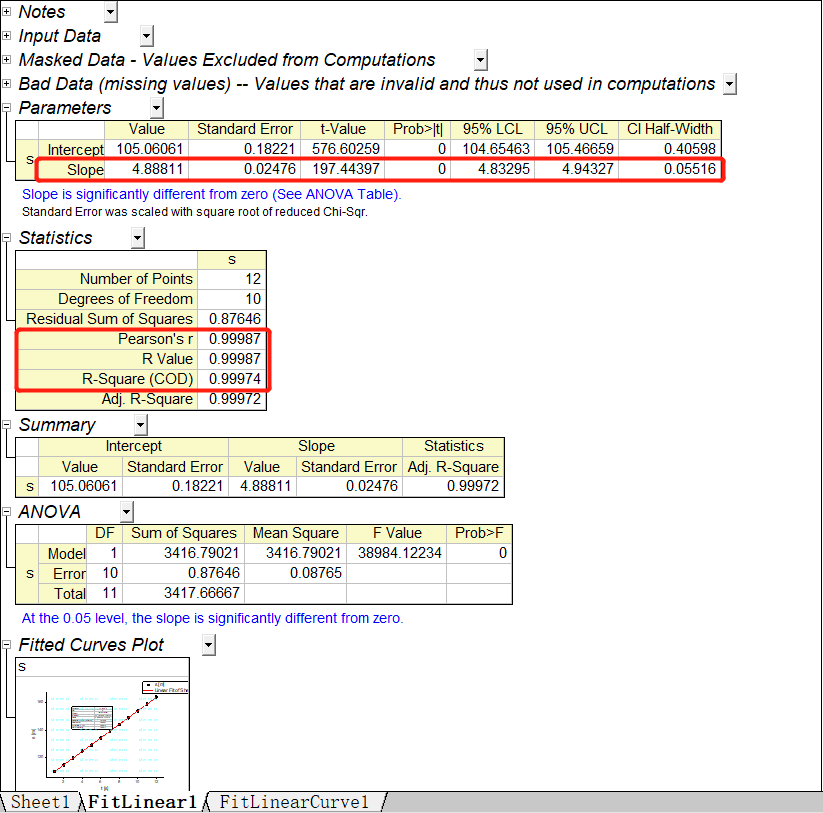 Notes
Input Data
Masked Data - Values Excluded from Computations
Bad Data (missing values) -- Values that are invalid and thus not used in computations
Parameters
Value Standard Error t-Value Prob>|t| 95% LCL 95% UCL CI Half-Width
s Intercept 105.06061 0.18221 576.60259 0 104.65463 105.46659 0.40598
Slope 4.88811 0.02476 197.44397 0 4.83295 4.94327 0.05516
Slope is significantly different from zero (See ANOVA Table).
Standard Error was scaled with square root of reduced Chi-Sqr.
Statistics
s
Number of Points 12
Degrees of Freedom 10
Residual Sum of Squares 0.87646
Pearson's r 0.99987
R Value 0.99987
R-Square (COD) 0.99974
Adj. R-Square 0.99972
Summary
Intercept Slope Statistics
Value Standard Error Value Standard Error Adj. R-Square
s 105.06061 0.18221 4.88811 0.02476 0.99972
ANOVA
DF Sum of Squares Mean Square F Value Prob>F
Model 1 3416.79021 3416.79021 38984.12234 0
s Error 10 0.87646 0.08765
Total 11 3417.66667
At the 0.05 level, the slope is significantly different from zero.
Fitted Curves Plot
s
Sheet1 FitLinear1 FitLinearCurve1